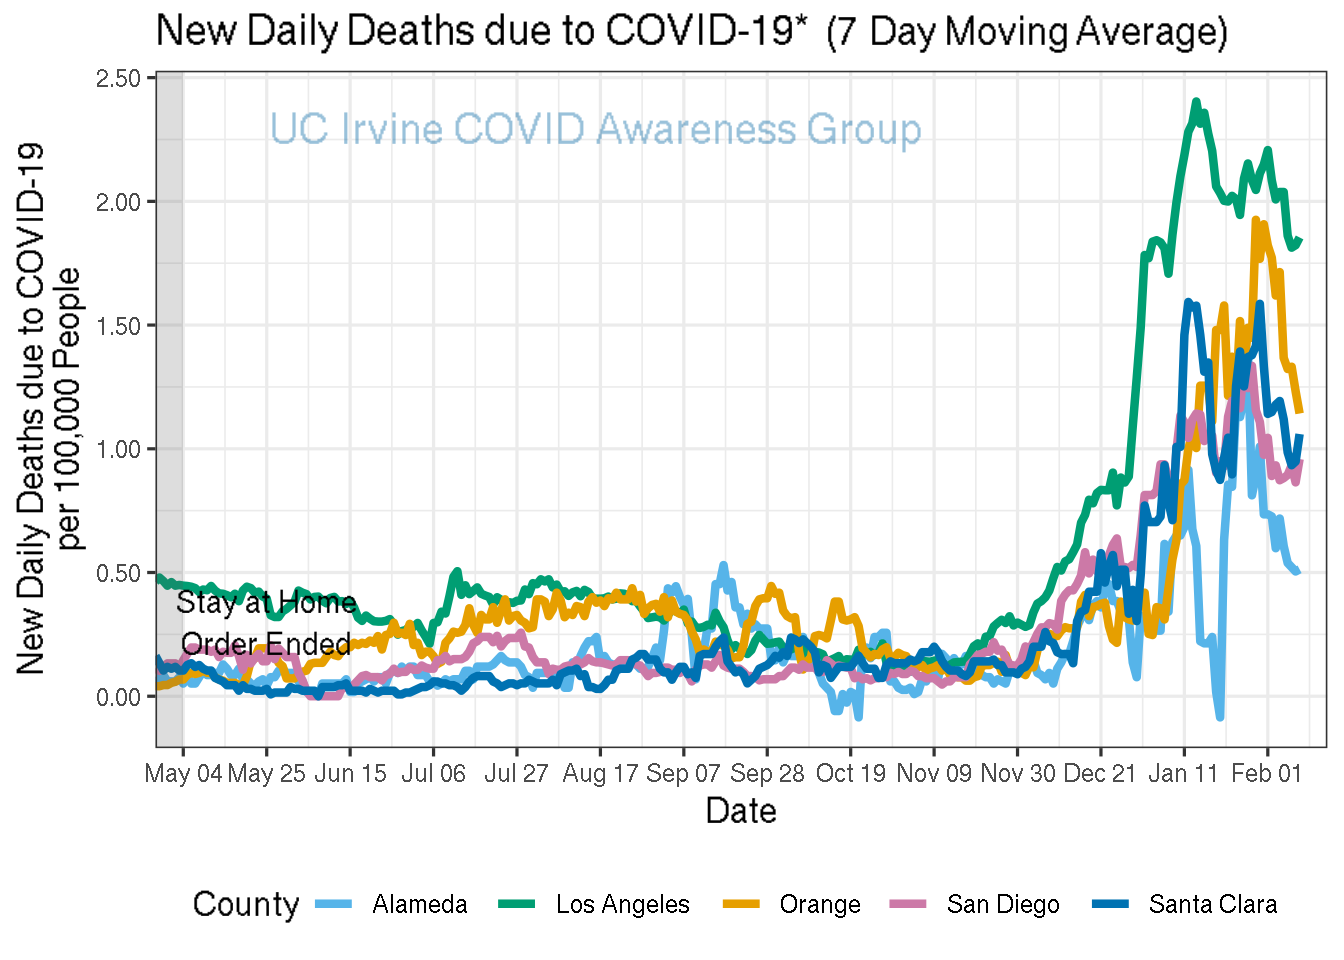 New Daily Deaths due to COVID-19* (7 Day Moving Average)
New Daily Deaths due to COVID-19
per 100,000 People
2.50
2.00
1.50
1.00
0.50
0.00
UC Irvine COVID Awareness Group
Stay at Home
Order Ended
May 04 May 25 Jun 15 Jul 06 Jul 27 Aug 17 Sep 07 Sep 28 Oct 19 Nov 09 Nov 30 Dec 21 Jan 11 Feb 01
Date
County Alameda Los Angeles Orange San Diego Santa Clara